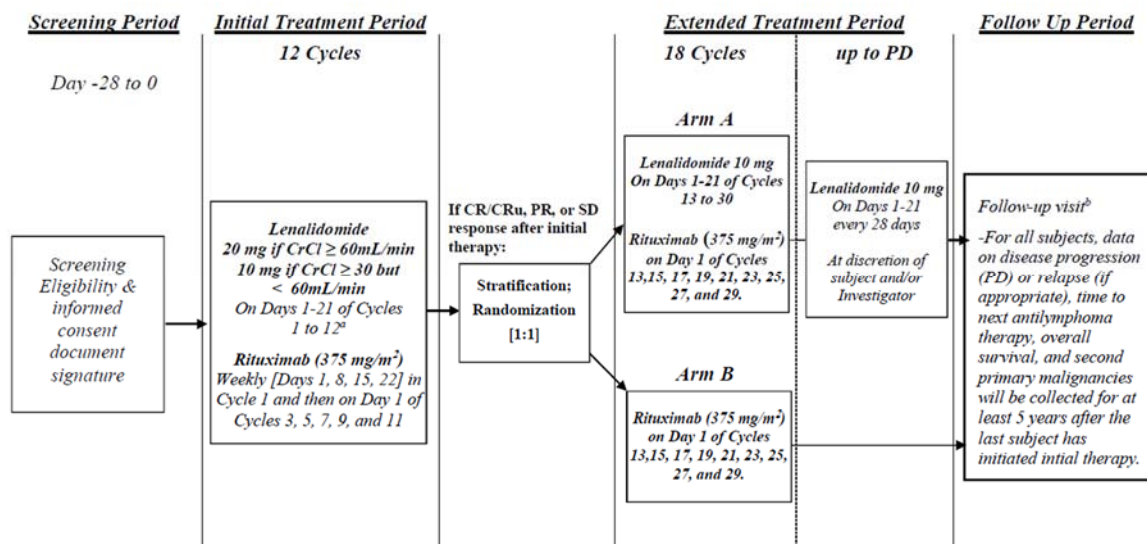 Screening Period
Initial Treatment Period
Extended Treatment Period
Follow Up Period
12 Cycles
18 Cycles
up to PD
Day -28 to 0
Screening
Eligibility &
informed
consent
document
signature
Lenalidomide
20 mg if CrCl ≥ 60mL/min
10 mg if CrCl ≥ 30 but
< 60mL/min
On Days 1-21 of Cycles
1 to 12ᵃ
Rituximab (375 mg/m²)
Weekly [Days 1, 8, 15, 22] in
Cycle 1 and then on Day 1 of
Cycles 3, 5, 7, 9, and 11
If CR/CRu, PR, or SD
response after initial
therapy:
Stratification;
Randomization
[1:1]
Arm A
Lenalidomide 10 mg
On Days 1-21 of Cycles
13 to 30
Rituximab (375 mg/m²)
on Day 1 of Cycles
13,15, 17, 19, 21, 23, 25,
27, and 29.
Arm B
Rituximab (375 mg/m²)
on Day 1 of Cycles
13,15, 17, 19, 21, 23, 25,
27, and 29.
Lenalidomide 10 mg
On Days 1-21
every 28 days
At discretion of
subject and/or
Investigator
Follow-up visitᵇ
-For all subjects, data
on disease progression
(PD) or relapse (if
appropriate), time to
next antilymphoma
therapy, overall
survival, and second
primary malignancies
will be collected for at
least 5 years after the
last subject has
initiated intial therapy.